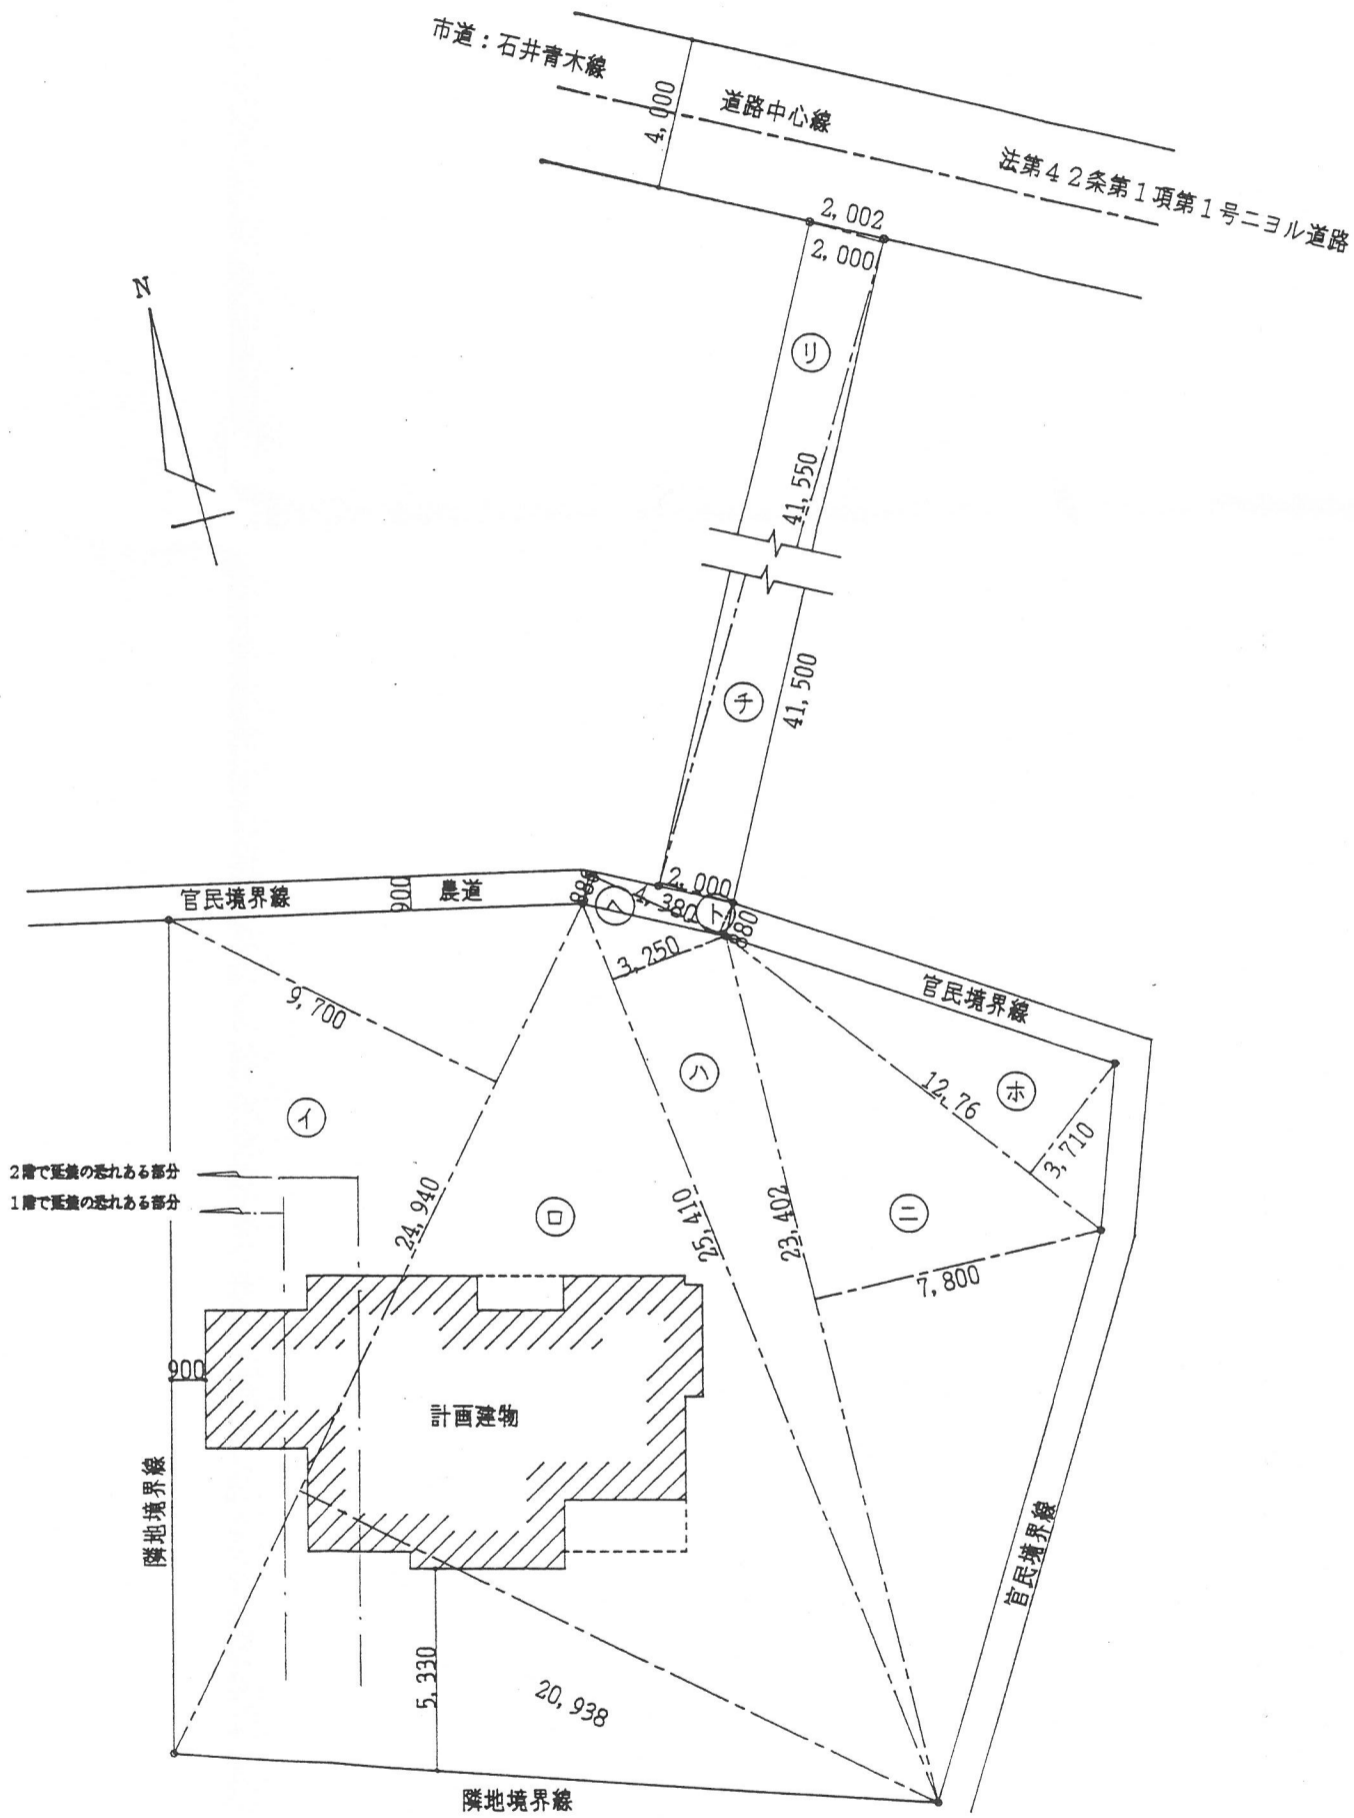 市道：石井青木線
4,000
道路中心線
法第４２条第１項第１号ニヨル道路
2,002
2,000
N
リ
41,550
チ
41,500
官民境界線
900
農道
2,000
4,380
ト
880
3,250
官民境界線
9,700
ハ
12,76
ホ
3,710
イ
2階で延焼の恐れある部分
1階で延焼の恐れある部分
24,940
ロ
25,410
23,402
ニ
7,800
900
計画建物
隣地境界線
官民境界線
5,330
20,938
隣地境界線